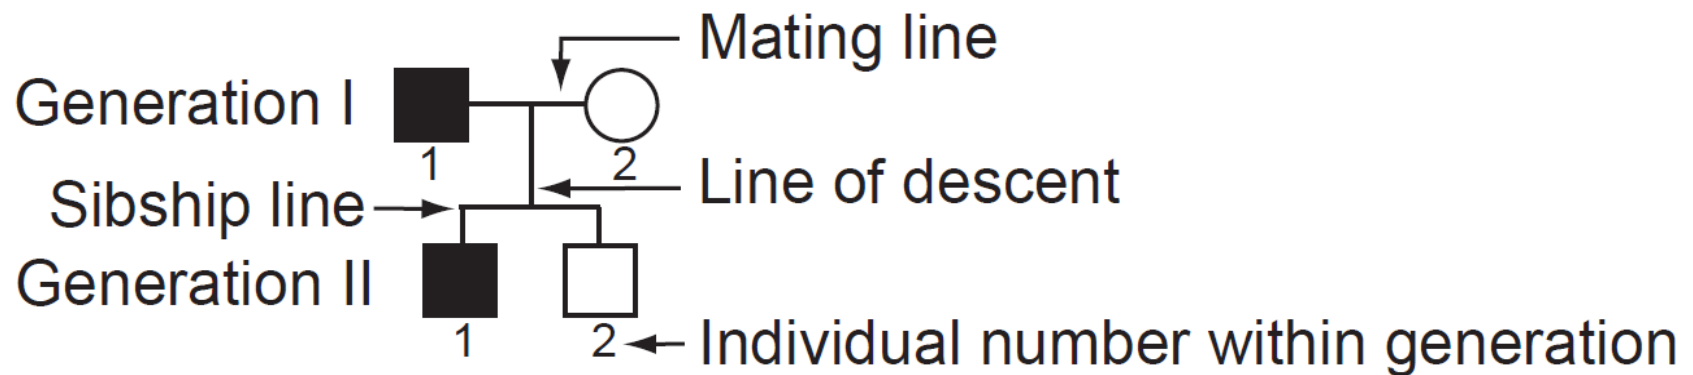 Mating line
Generation I
1 2
Line of descent
Sibship line
Generation II
1 2
Individual number within generation